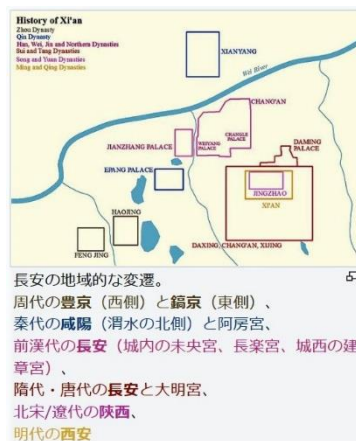 History of Xi'an
Zhou Dynasty
Qin Dynasty
Han, Wei, Jin and Northern Dynasties
Sui and Tang Dynasties
Song and Yuan Dynasties
Ming and Qing Dynasties
XIANYANG
Wei River
CHANG'AN
JIANZHANG PALACE
WEIYANG
PALACE
CHANGLE
PALACE
DAMING
PALACE
EPANG PALACE
JINGZHAO
XI'AN
HAOJING
FENG JING
DAXING, CHANG'AN, XIJING
長安の地域的な変遷。
周代の豊京（西側）と鎬京（東側）、
秦代の咸陽（渭水の北側）と阿房宮、
前漢代の長安（城内の未央宮、長楽宮、城西の建
章宮）、
隋代・唐代の長安と大明宮、
北宋/遼代の陝西、
明代の西安